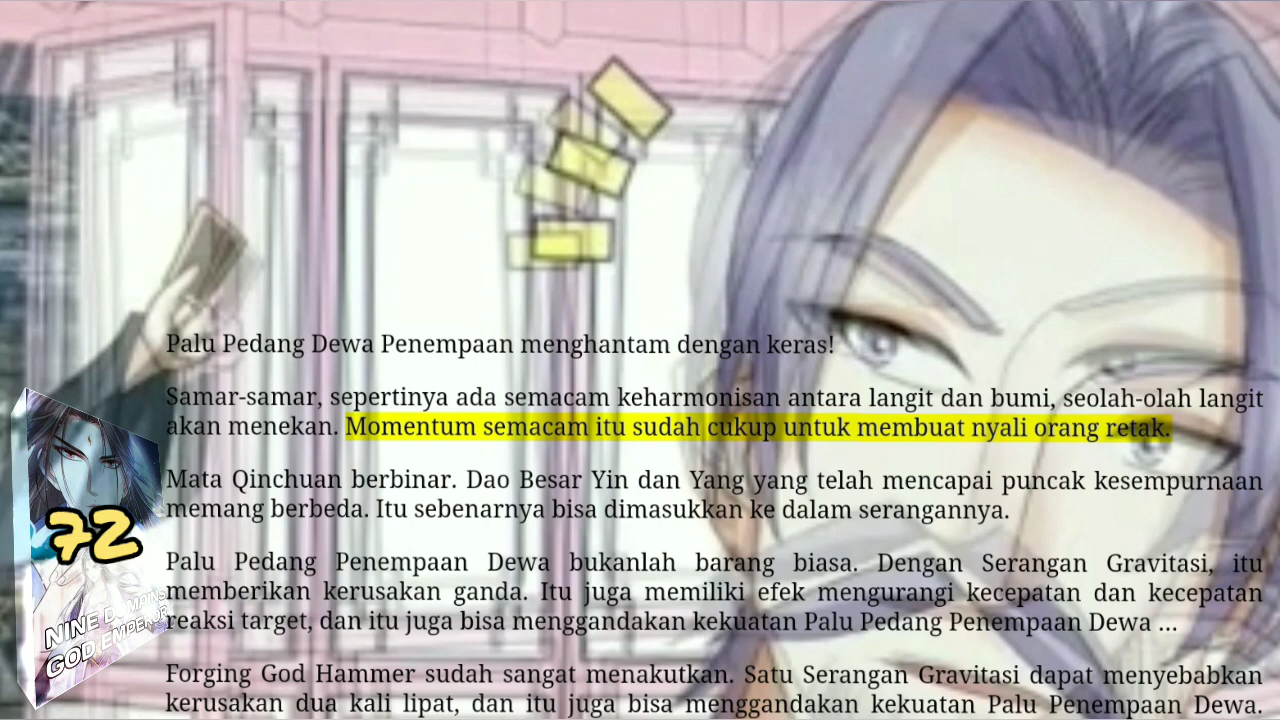 Palu Pedang Dewa Penempaan menghantam dengan keras!
Samar-samar, sepertinya ada semacam keharmonisan antara langit dan bumi, seolah-olah langit
akan menekan. Momentum semacam itu sudah cukup untuk membuat nyali orang retak.
Mata Qinchuan berbinar. Dao Besar Yin dan Yang yang telah mencapai puncak kesempurnaan
memang berbeda. Itu sebenarnya bisa dimasukkan ke dalam serangannya.
Palu Pedang Penempaan Dewa bukanlah barang biasa. Dengan Serangan Gravitasi, itu
memberikan kerusakan ganda. Itu juga memiliki efek mengurangi kecepatan dan kecepatan
reaksi target, dan itu juga bisa menggandakan kekuatan Palu Pedang Penempaan Dewa ...
Forging God Hammer sudah sangat menakutkan. Satu Serangan Gravitasi dapat menyebabkan
kerusakan dua kali lipat, dan itu juga bisa menggandakan kekuatan Palu Penempaan Dewa.
72
NINE DOMAINS
GOD EMPEROR